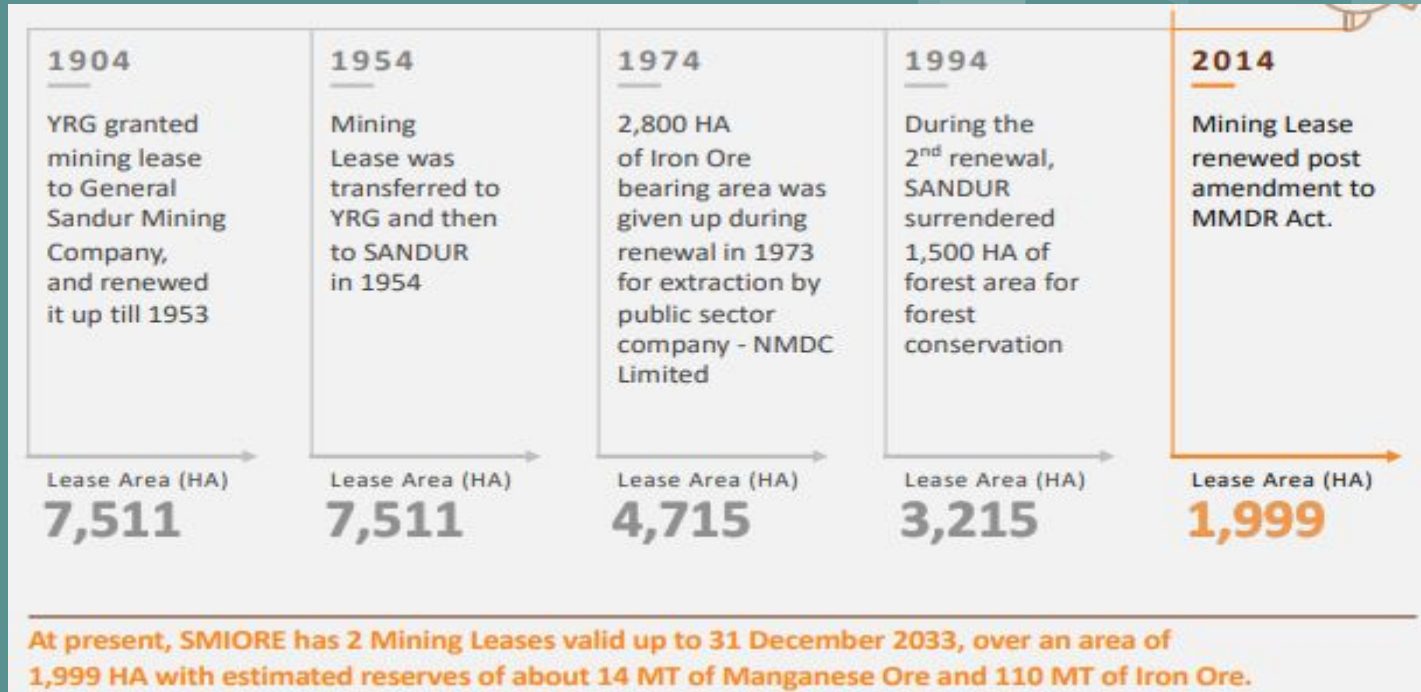 1904
YRG granted
mining lease
to General
Sandur Mining
Company,
and renewed
it up till 1953
Lease Area (HA)
7,511
1954
Mining
Lease was
transferred to
YRG and then
to SANDUR
in 1954
Lease Area (HA)
7,511
1974
2,800 HA
of Iron Ore
bearing area was
given up during
renewal in 1973
for extraction by
public sector
company - NMDC
Limited
Lease Area (HA)
4,715
1994
During the
2nd renewal,
SANDUR
surrendered
1,500 HA of
forest area for
forest
conservation
Lease Area (HA)
3,215
2014
Mining Lease
renewed post
amendment to
MMDR Act.
Lease Area (HA)
1,999
At present, SMIORE has 2 Mining Leases valid up to 31 December 2033, over an area of
1,999 HA with estimated reserves of about 14 MT of Manganese Ore and 110 MT of Iron Ore.